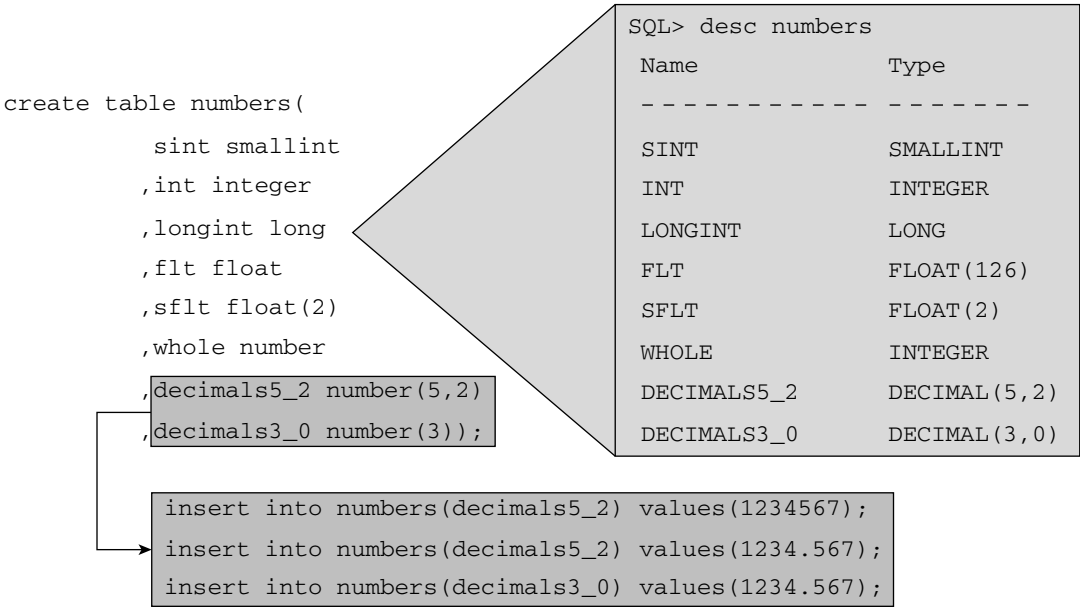 create table numbers(
sint smallint
,int integer
,longint long
,flt float
,sflt float(2)
,whole number
,decimals5_2 number(5,2)
,decimals3_0 number(3));
SQL> desc numbers
Name Type
- - - - - - - - - - - - - - - - - -
SINT SMALLINT
INT INTEGER
LONGINT LONG
FLT FLOAT(126)
SFLT FLOAT(2)
WHOLE INTEGER
DECIMALS5_2 DECIMAL(5,2)
DECIMALS3_0 DECIMAL(3,0)
insert into numbers(decimals5_2) values(1234567);
insert into numbers(decimals5_2) values(1234.567);
insert into numbers(decimals3_0) values(1234.567);